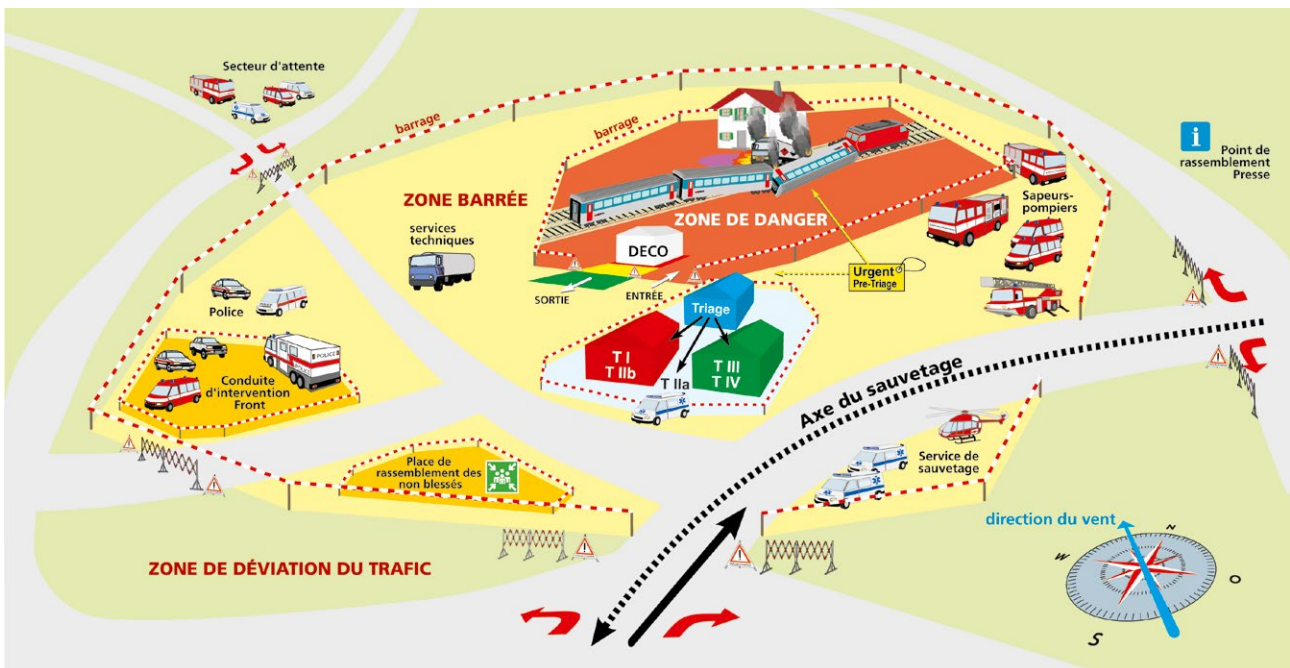 Secteur d'attente
barrage
barrage
i
Point de
rassemblement
Presse
ZONE BARRÉE
ZONE DE DANGER
Sapeurs-
pompiers
services
techniques
DECO
Urgent
Pre-Triage
SORTIE
ENTRÉE
Triage
Police
POLICE
T I
T IIb
T III
T IV
T IIa
Conduite
d'intervention
Front
Axe du sauvetage
Place de
rassemblement des
non blessés
Service de
sauvetage
direction du vent
N
W
O
S
ZONE DE DÉVIATION DU TRAFIC